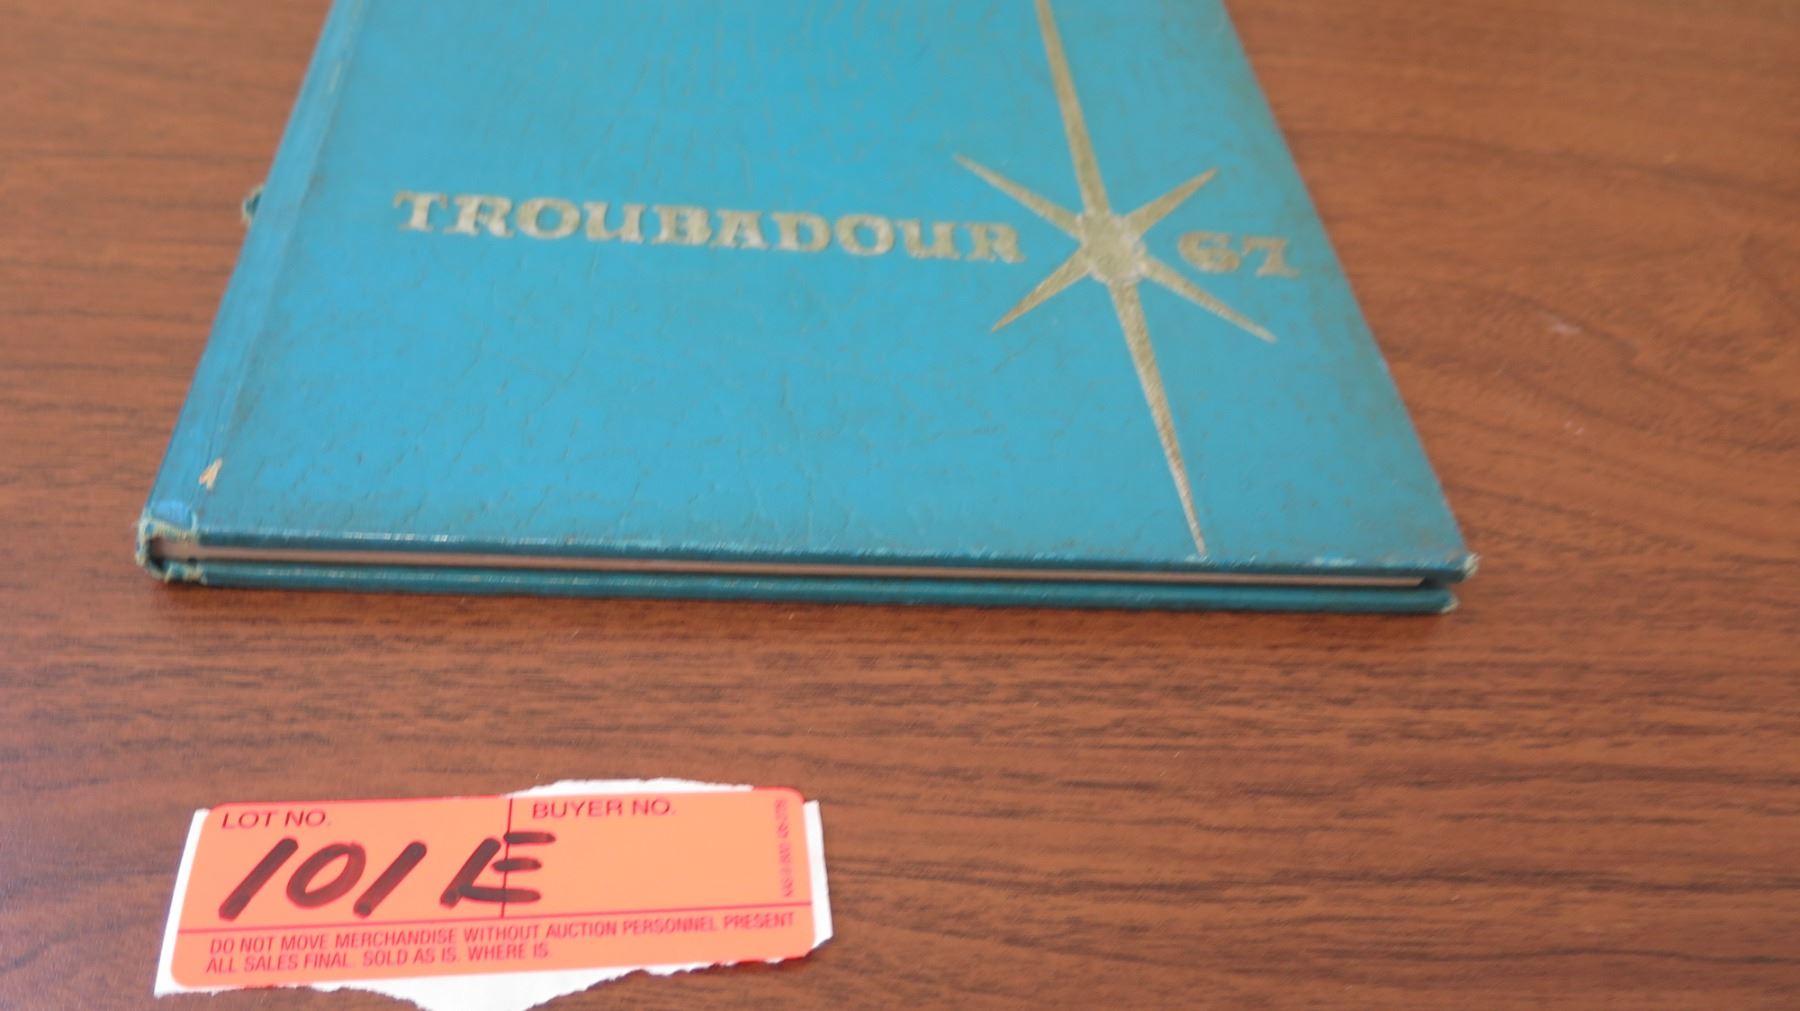 TROUBADOUR 67
LOT NO.
BUYER NO.
101E
DO NOT MOVE MERCHANDISE WITHOUT AUCTION PERSONNEL PRESENT
ALL SALES FINAL. SOLD AS IS. WHERE IS.